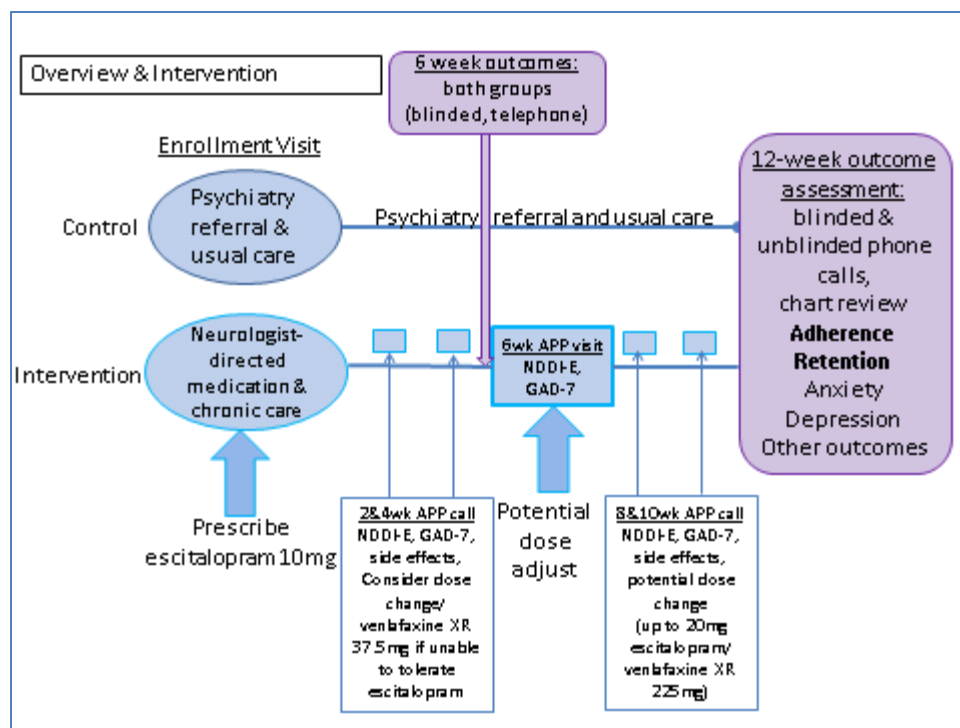 Overview & Intervention
6 week outcomes:
both groups
(blinded, telephone)
Enrollment Visit
Control
Psychiatry
referral &
usual care
Psychiatry referral and usual care
12-week outcome
assessment:
blinded &
unblinded phone
calls,
chart review
Adherence
Retention
Anxiety
Depression
Other outcomes
Intervention
Neurologist-
directed
medication &
chronic care
6wk APP visit
NDDI-E,
GAD-7
Prescribe
escitalopram 10mg
2&4wk APP call
NDDI-E, GAD-7,
side effects,
Consider dose
change/
venlafaxine XR
37.5mg if unable
to tolerate
escitalopram
Potential
dose
adjust
8&10wk APP call
NDDI-E, GAD-7,
side effects,
potential dose
change
(up to 20mg
escitalopram/
venlafaxine XR
225mg)